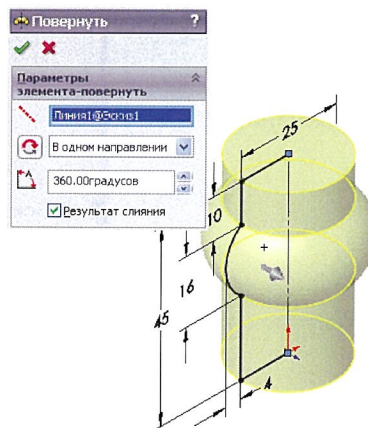 Повернуть ?
Параметры
элемента-повернуть
Линия1@Эскиз1
В одном направлении
A
360.00градусов
Результат слияния
25
10
16
45
4